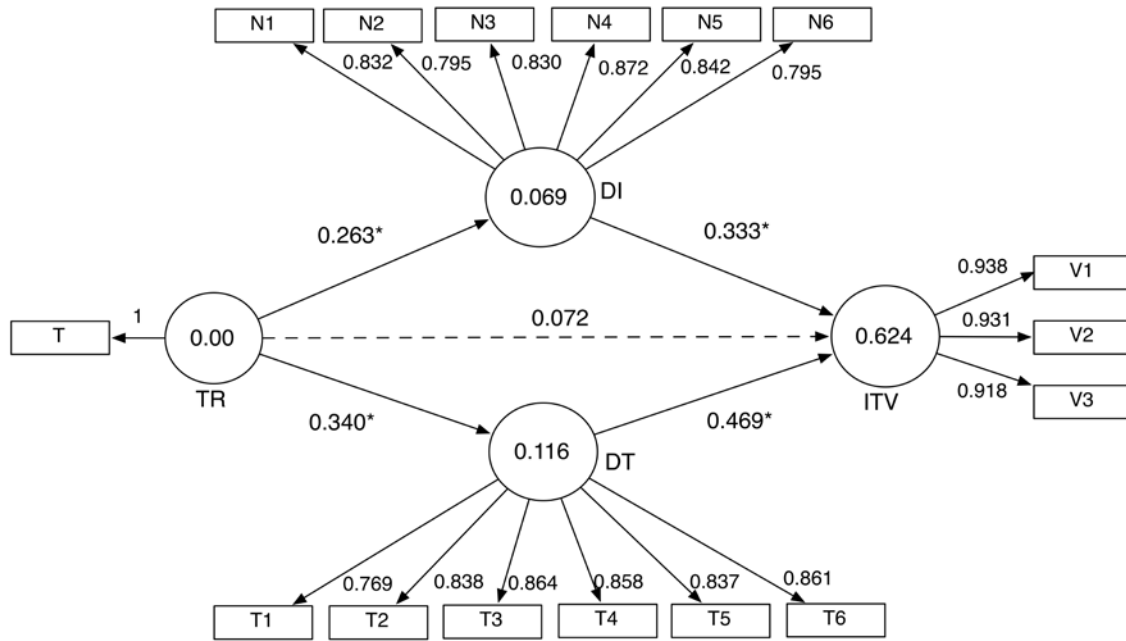 N1 N2 N3 N4 N5 N6
0.832 0.795 0.830 0.872 0.842 0.795
0.069 DI
0.263* 0.333*
0.938 V1
1 0.072
T 0.00 0.624 0.931 V2
TR ITV
0.918 V3
0.340* 0.469*
0.116 DT
0.769 0.838 0.864 0.858 0.837 0.861
T1 T2 T3 T4 T5 T6